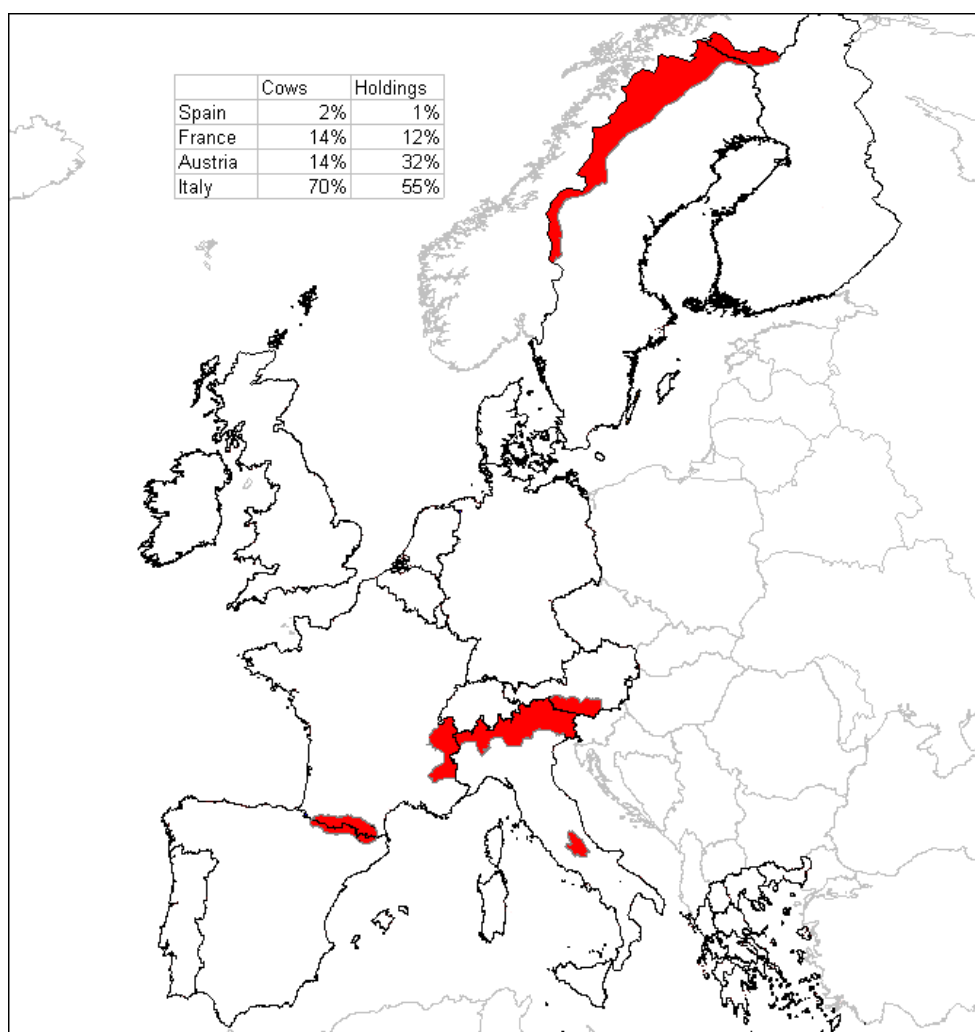 Cows Holdings
Spain 2% 1%
France 14% 12%
Austria 14% 32%
Italy 70% 55%